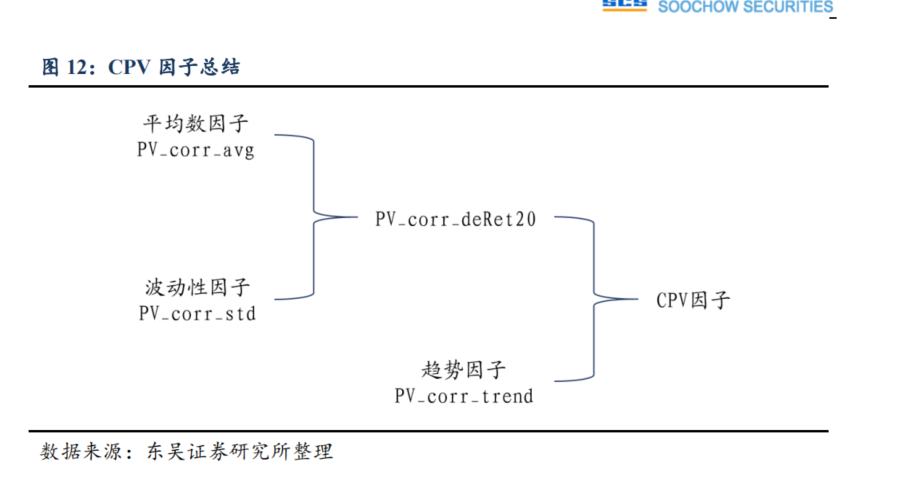 SCS SOOCHOW SECURITIES
图 12：CPV 因子总结
平均数因子
PV_corr_avg
PV_corr_deRet20
波动性因子
PV_corr_std
CPV因子
趋势因子
PV_corr_trend
数据来源：东吴证券研究所整理